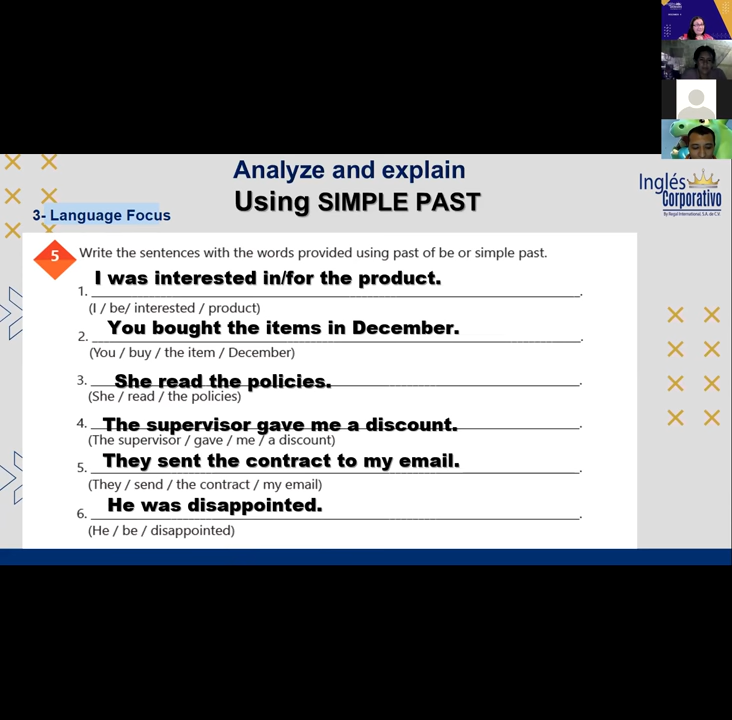 Analyze and explain
Using SIMPLE PAST
Inglés
Corporativo
By Regal International, S.A. de C.V.
3- Language Focus
5 Write the sentences with the words provided using past of be or simple past.
I was interested in/for the product.
1. .
(I / be/ interested / product)
You bought the items in December.
2. .
(You / buy / the item / December)
3. She read the policies. .
(She / read / the policies)
4. The supervisor gave me a discount. .
(The supervisor / gave / me / a discount)
They sent the contract to my email.
5. .
(They / send / the contract / my email)
He was disappointed.
6. .
(He / be / disappointed)